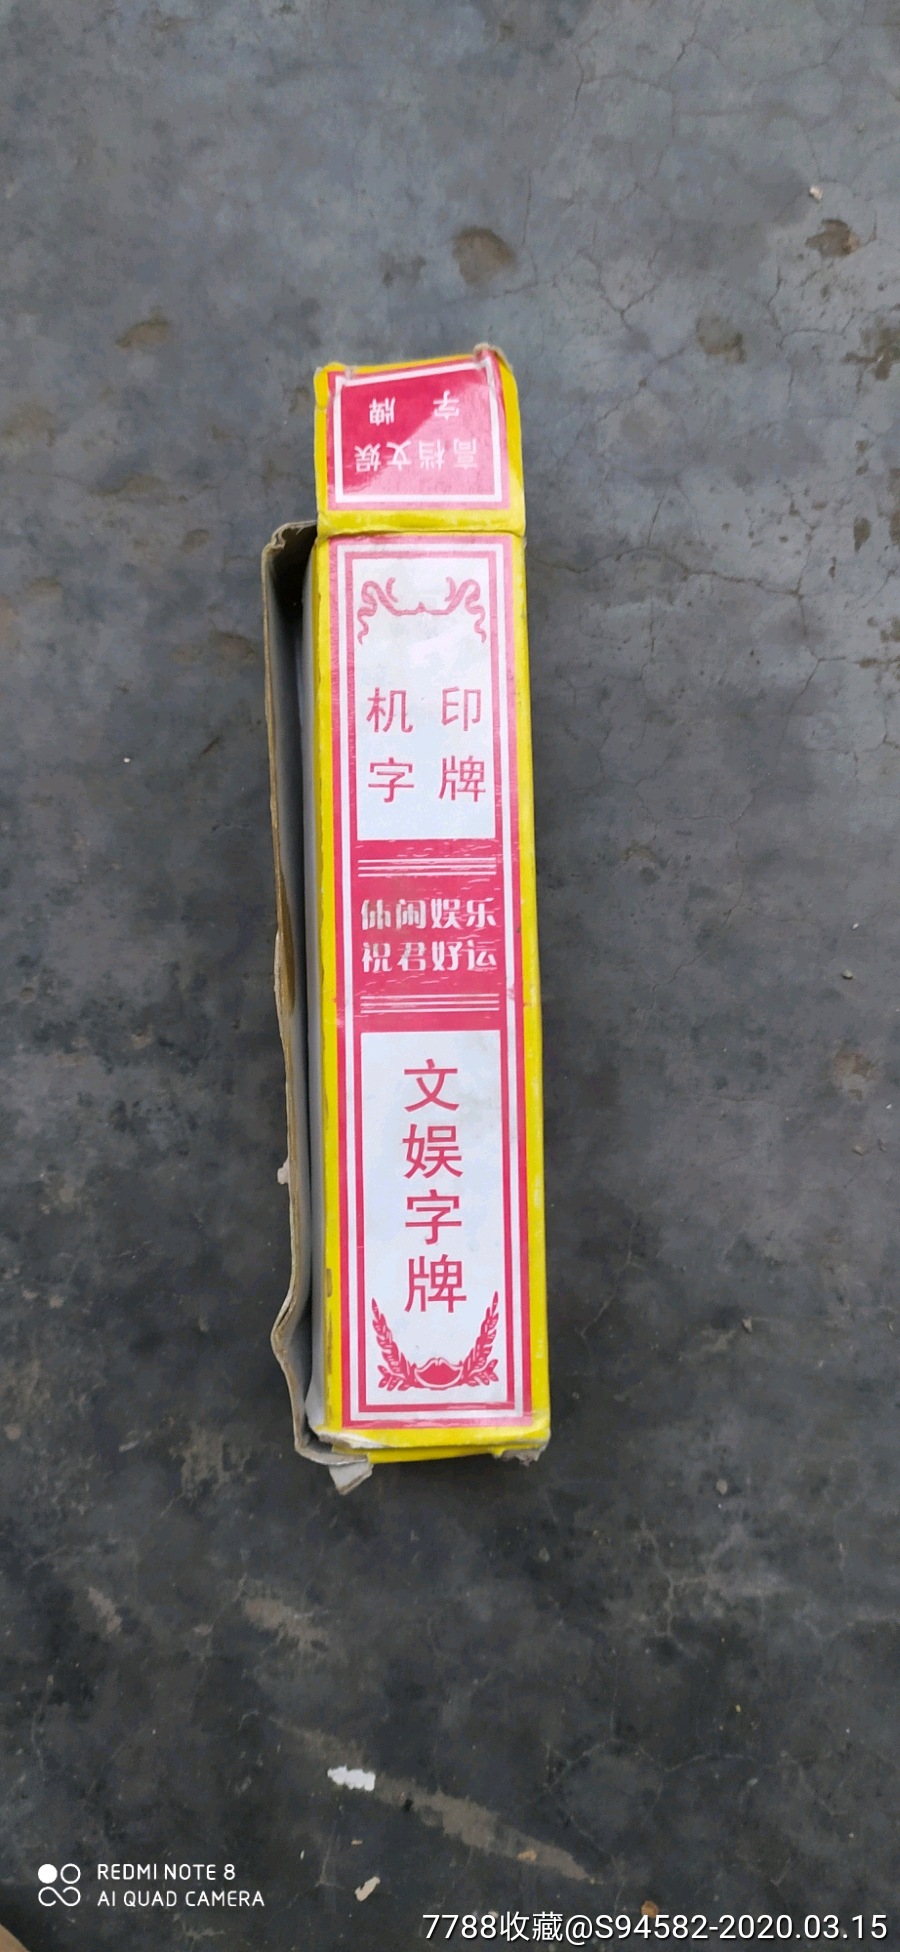 高档文娱
字牌
机印
字牌
休闲娱乐
祝君好运
文娱字牌
REDMI NOTE 8
AI QUAD CAMERA
7788收藏@S94582-2020.03.15